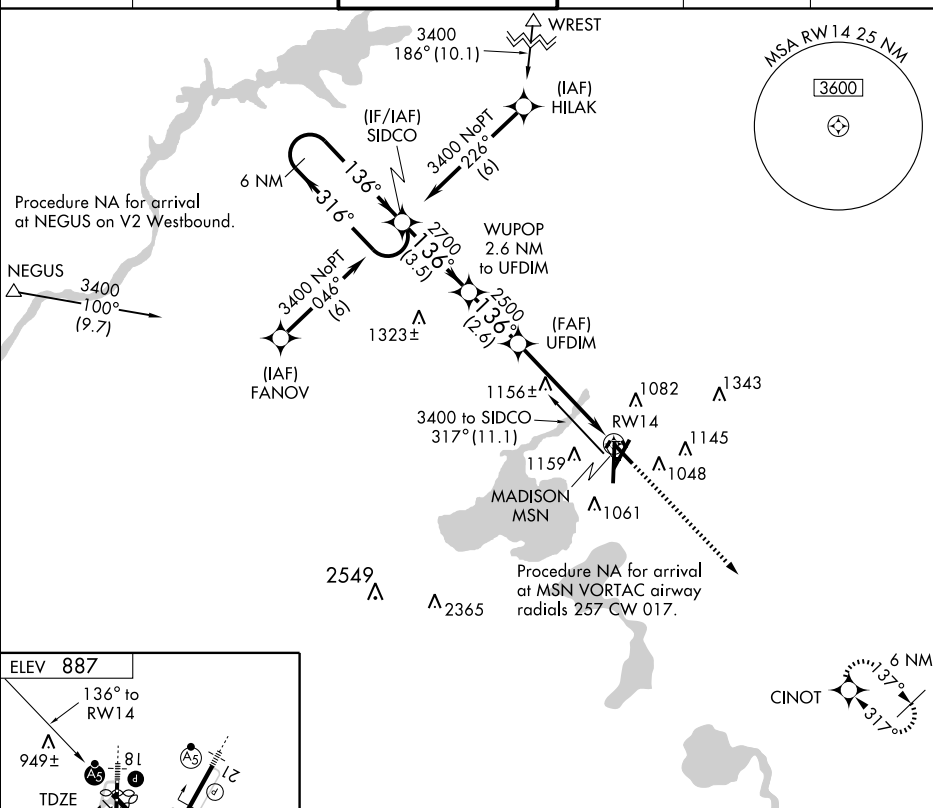 WREST
3400
186° (10.1)
MSA RW14 25 NM
3600
(IAF)
HILAK
(IF/IAF)
SIDCO
3400 NoPT
226°
(6)
6 NM
136°
316°
Procedure NA for arrival
at NEGUS on V2 Westbound.
NEGUS
3400
100°
(9.7)
2700
136°
(3.5)
WUPOP
2.6 NM
to UFDIM
3400 NoPT
046°
(6)
2500
136°
(2.6)
1323±
(FAF)
UFDIM
(IAF)
FANOV
1156±
1082
1343
3400 to SIDCO
317° (11.1)
RW14
1145
1159
1048
MADISON
MSN
1061
2549
2365
Procedure NA for arrival
at MSN VORTAC airway
radials 257 CW 017.
6 NM
137°
CINOT
317°
ELEV 887
136° to
RW14
949±
A5
18
P
A5
21
P
TDZE